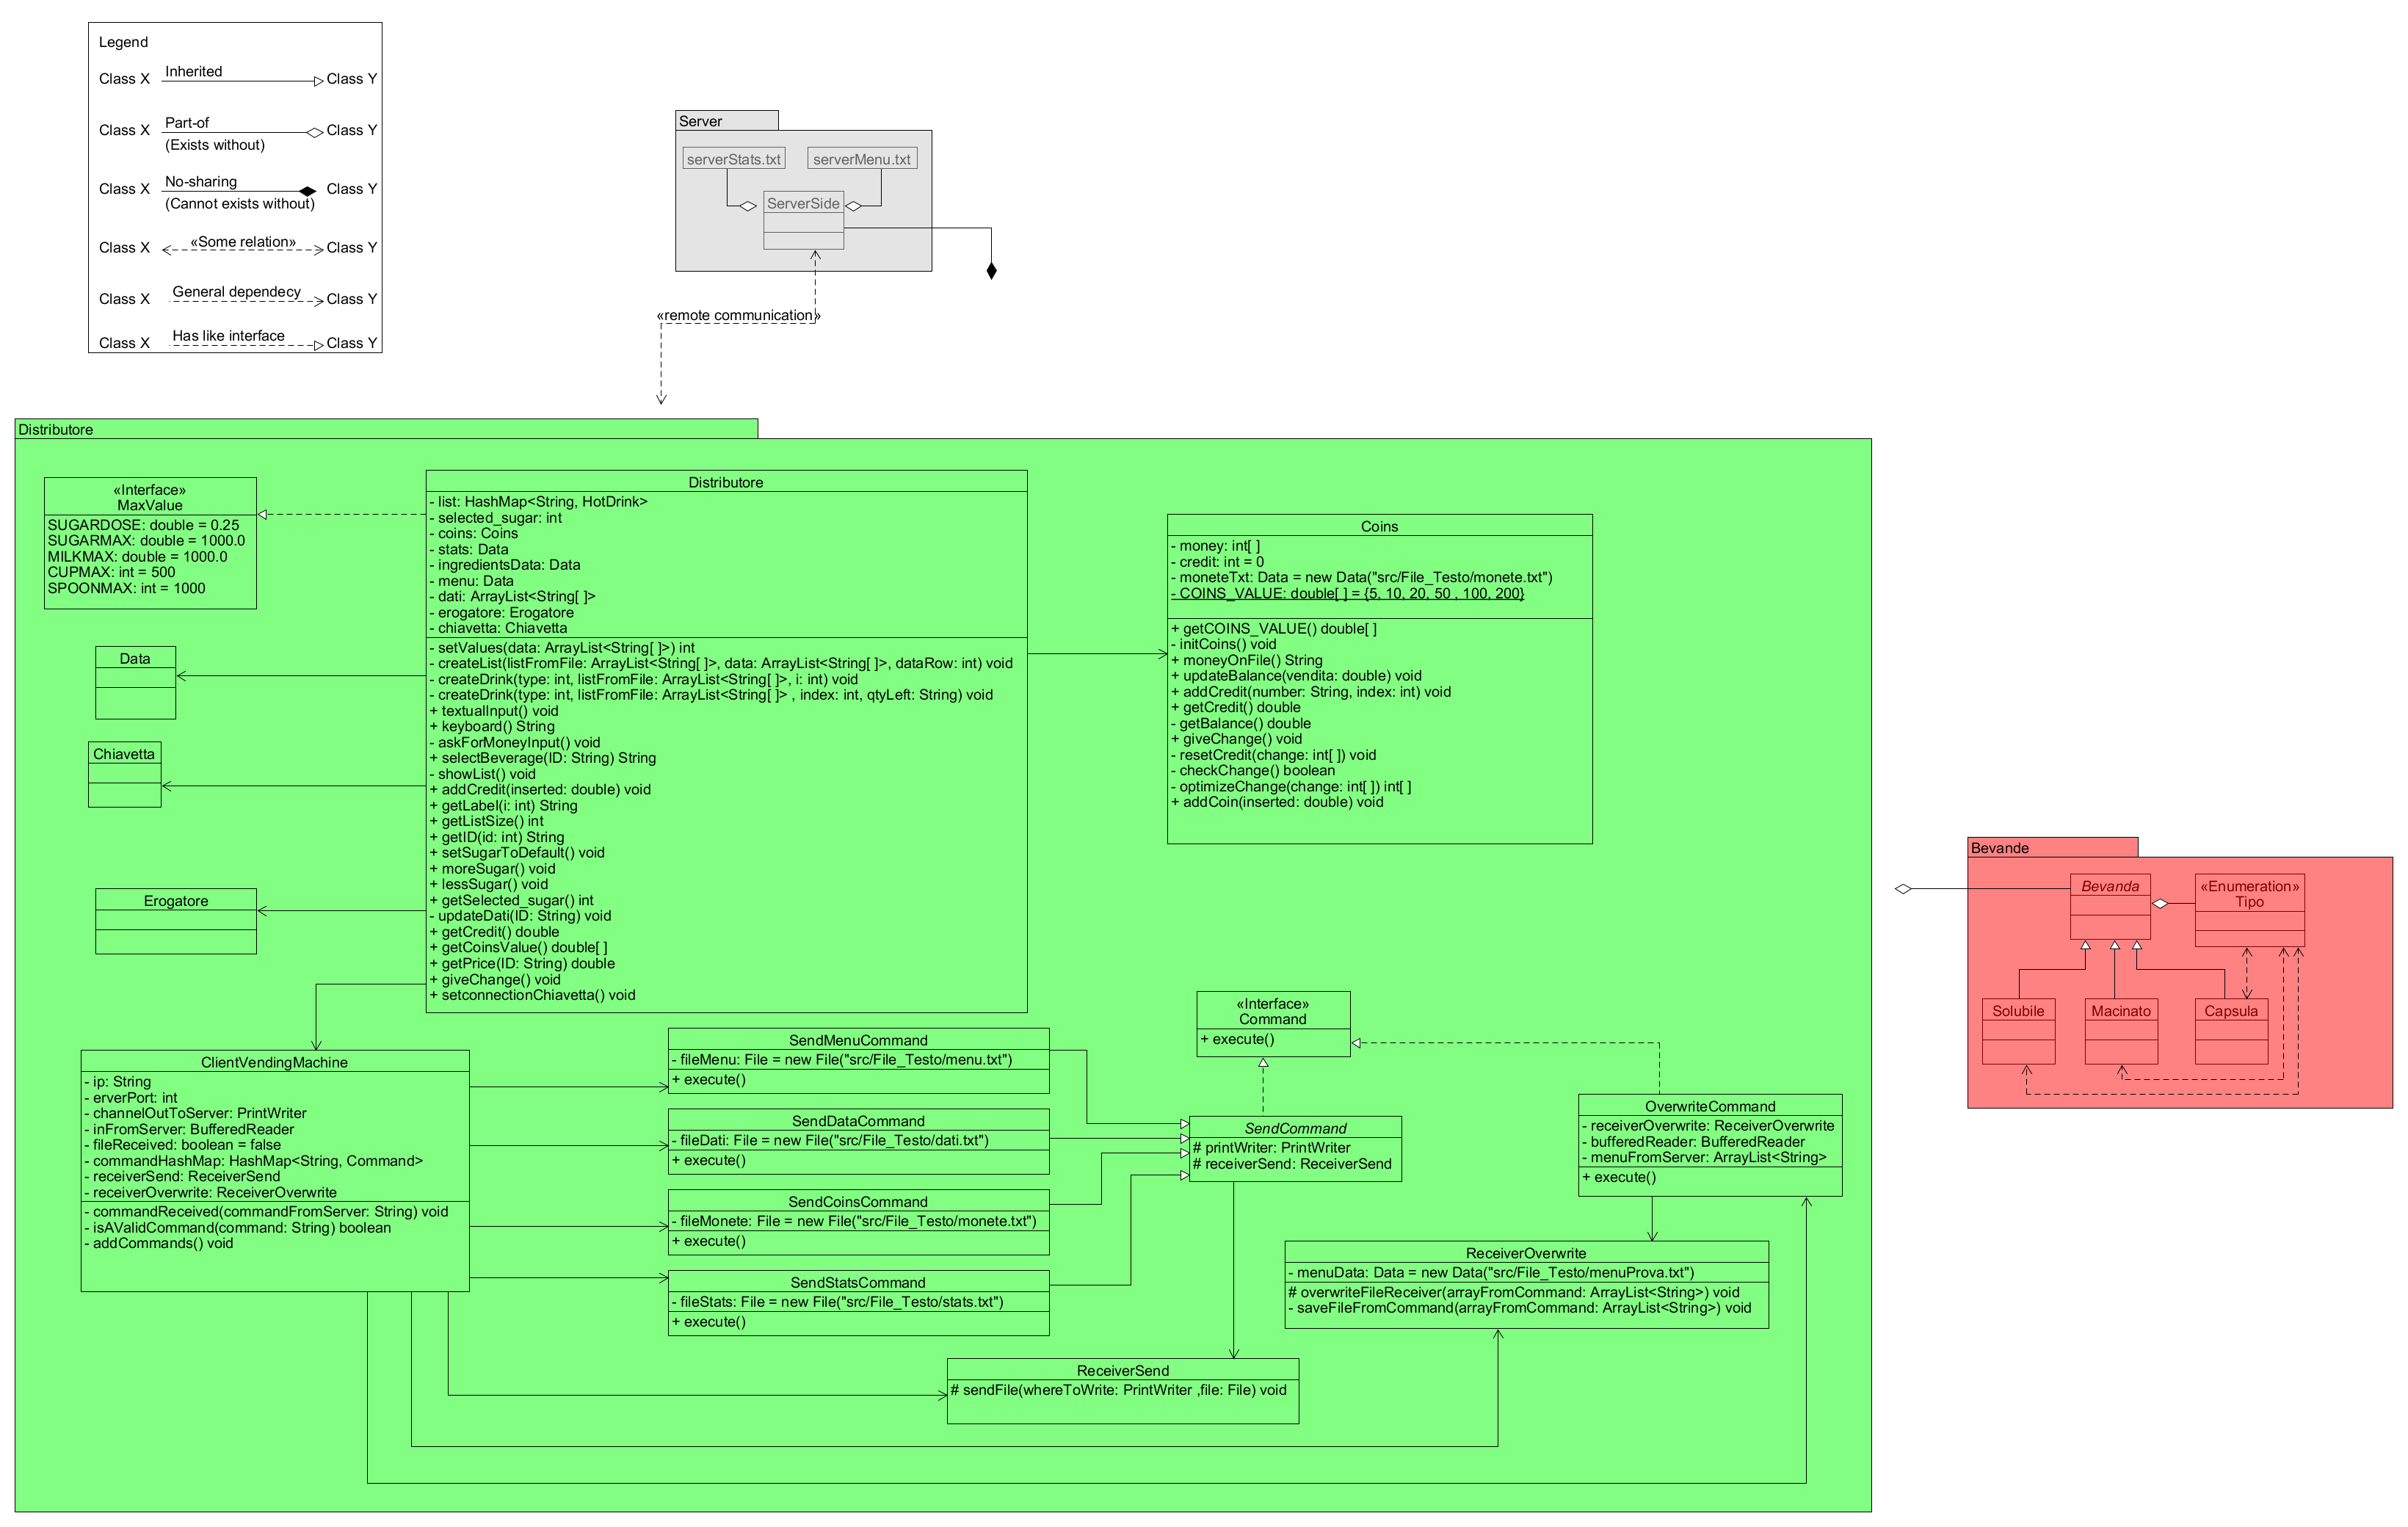 Legend
Class X Inherited Class Y
Class X Part-of Class Y
(Exists without)
Class X No-sharing Class Y
(Cannot exists without)
Class X «Some relation» Class Y
Class X General dependecy Class Y
Class X Has like interface Class Y
Server
serverStats.txt
serverMenu.txt
ServerSide
«remote communication»
Distributore
«Interface»
MaxValue
SUGARDOSE: double = 0.25
SUGARMAX: double = 1000.0
MILKMAX: double = 1000.0
CUPMAX: int = 500
SPOONMAX: int = 1000
Data
Chiavetta
Erogatore
Distributore
- list: HashMap<String, HotDrink>
- selected_sugar: int
- coins: Coins
- stats: Data
- ingredientsData: Data
- menu: Data
- dati: ArrayList<String[ ]>
- erogatore: Erogatore
- chiavetta: Chiavetta
- setValues(data: ArrayList<String[ ]>) int
- createList(listFromFile: ArrayList<String[ ]>, data: ArrayList<String[ ]>, dataRow: int) void
- createDrink(type: int, listFromFile: ArrayList<String[ ]>, i: int) void
- createDrink(type: int, listFromFile: ArrayList<String[ ]> , index: int, qtyLeft: String) void
+ textualInput() void
+ keyboard() String
- askForMoneyInput() void
+ selectBeverage(ID: String) String
- showList() void
+ addCredit(inserted: double) void
+ getLabel(i: int) String
+ getListSize() int
+ getID(id: int) String
+ setSugarToDefault() void
+ moreSugar() void
+ lessSugar() void
+ getSelected_sugar() int
- updateDati(ID: String) void
+ getCredit() double
+ getCoinsValue() double[ ]
+ getPrice(ID: String) double
+ giveChange() void
+ setconnectionChiavetta() void
Coins
- money: int[ ]
- credit: int = 0
- moneteTxt: Data = new Data("src/File_Testo/monete.txt")
- COINS_VALUE: double[ ] = {5, 10, 20, 50 , 100, 200}
+ getCOINS_VALUE() double[ ]
- initCoins() void
+ moneyOnFile() String
+ updateBalance(vendita: double) void
+ addCredit(number: String, index: int) void
+ getCredit() double
- getBalance() double
+ giveChange() void
- resetCredit(change: int[ ]) void
- checkChange() boolean
- optimizeChange(change: int[ ]) int[ ]
+ addCoin(inserted: double) void
Bevande
Bevanda
«Enumeration»
Tipo
Solubile
Macinato
Capsula
ClientVendingMachine
- ip: String
- erverPort: int
- channelOutToServer: PrintWriter
- inFromServer: BufferedReader
- fileReceived: boolean = false
- commandHashMap: HashMap<String, Command>
- receiverSend: ReceiverSend
- receiverOverwrite: ReceiverOverwrite
- commandReceived(commandFromServer: String) void
- isAValidCommand(command: String) boolean
- addCommands() void
SendMenuCommand
- fileMenu: File = new File("src/File_Testo/menu.txt")
+ execute()
SendDataCommand
- fileDati: File = new File("src/File_Testo/dati.txt")
+ execute()
SendCoinsCommand
- fileMonete: File = new File("src/File_Testo/monete.txt")
+ execute()
SendStatsCommand
- fileStats: File = new File("src/File_Testo/stats.txt")
+ execute()
«Interface»
Command
+ execute()
SendCommand
# printWriter: PrintWriter
# receiverSend: ReceiverSend
OverwriteCommand
- receiverOverwrite: ReceiverOverwrite
- bufferedReader: BufferedReader
- menuFromServer: ArrayList<String>
+ execute()
ReceiverOverwrite
- menuData: Data = new Data("src/File_Testo/menuProva.txt")
# overwriteFileReceiver(arrayFromCommand: ArrayList<String>) void
- saveFileFromCommand(arrayFromCommand: ArrayList<String>) void
ReceiverSend
# sendFile(whereToWrite: PrintWriter ,file: File) void